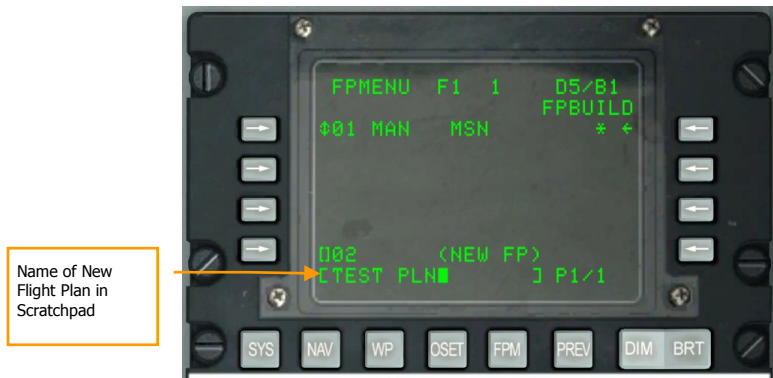 FPMENU F1 1 D5/B1
FPBUILD
⇕01 MAN MSN * ←
[]02 (NEW FP)
[TEST PLN█ ] P1/1
Name of New
Flight Plan in
Scratchpad
SYS NAV WP OSET FPM PREV DIM BRT